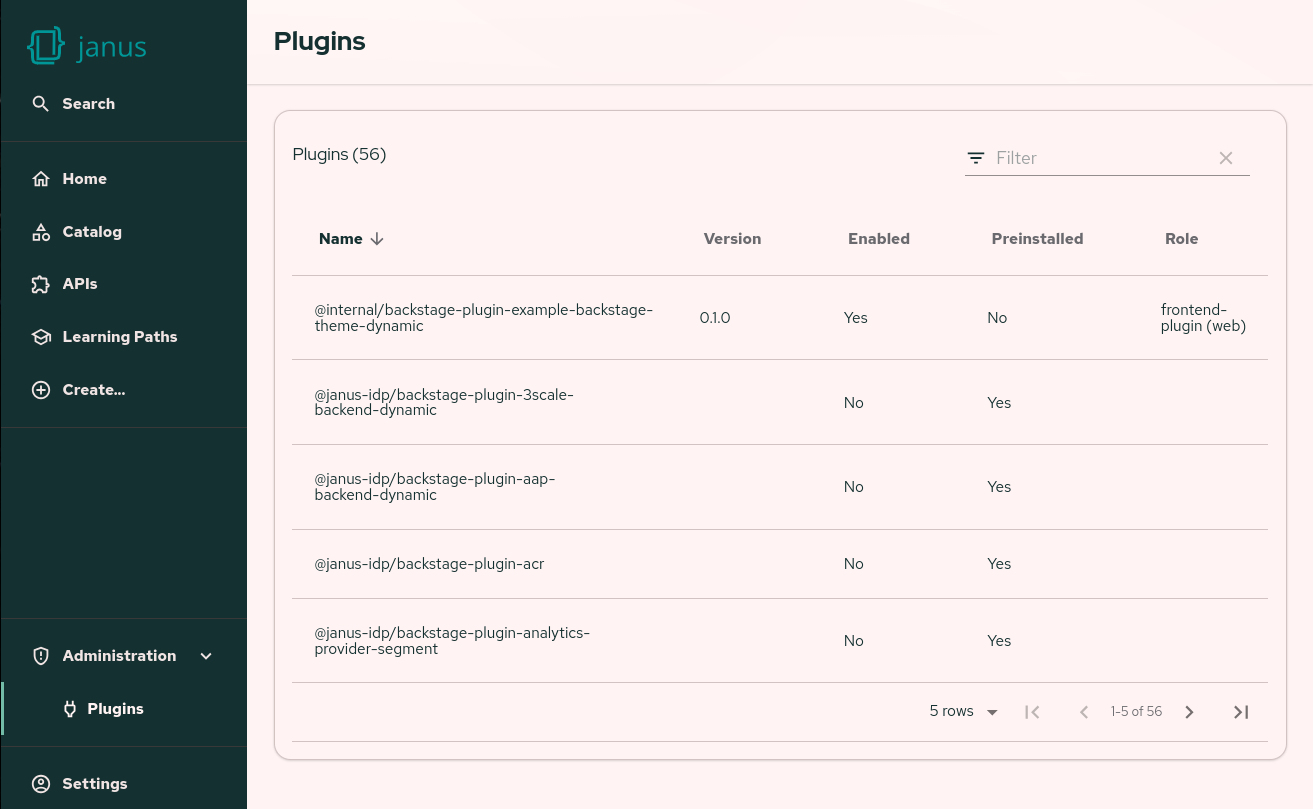 janus
Search
Home
Catalog
APIs
Learning Paths
Create...
Administration
Plugins
Settings
Plugins
Plugins (56)
Filter
Name Version Enabled Preinstalled Role
@internal/backstage-plugin-example-backstage-
theme-dynamic
0.1.0 Yes No
frontend-
plugin (web)
@janus-idp/backstage-plugin-3scale-
backend-dynamic
No Yes
@janus-idp/backstage-plugin-aap-
backend-dynamic
No Yes
@janus-idp/backstage-plugin-acr No Yes
@janus-idp/backstage-plugin-analytics-
provider-segment
No Yes
5 rows 1-5 of 56